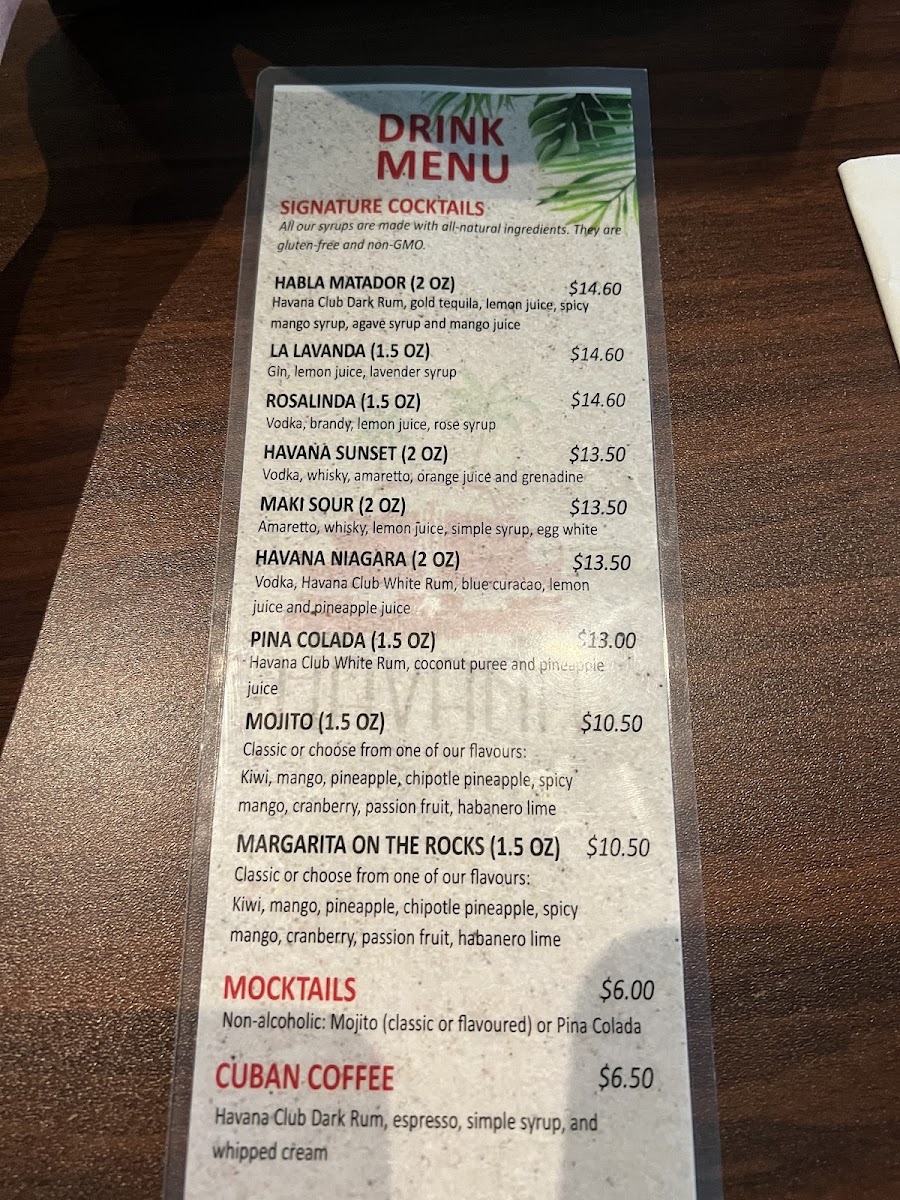 DRINK
MENU
SIGNATURE COCKTAILS
All our syrups are made with all-natural ingredients. They are
gluten-free and non-GMO.
HABLA MATADOR (2 OZ) $14.60
Havana Club Dark Rum, gold tequila, lemon juice, spicy
mango syrup, agave syrup and mango juice
LA LAVANDA (1.5 OZ) $14.60
Gin, lemon juice, lavender syrup
ROSALINDA (1.5 OZ) $14.60
Vodka, brandy, lemon juice, rose syrup
HAVANA SUNSET (2 OZ) $13.50
Vodka, whisky, amaretto, orange juice and grenadine
MAKI SOUR (2 OZ) $13.50
Amaretto, whisky, lemon juice, simple syrup, egg white
HAVANA NIAGARA (2 OZ) $13.50
Vodka, Havana Club White Rum, blue curacao, lemon
juice and pineapple juice
PINA COLADA (1.5 OZ) $13.00
Havana Club White Rum, coconut puree and pineapple
juice
MOJITO (1.5 OZ) $10.50
Classic or choose from one of our flavours:
Kiwi, mango, pineapple, chipotle pineapple, spicy
mango, cranberry, passion fruit, habanero lime
MARGARITA ON THE ROCKS (1.5 OZ) $10.50
Classic or choose from one of our flavours:
Kiwi, mango, pineapple, chipotle pineapple, spicy
mango, cranberry, passion fruit, habanero lime
MOCKTAILS $6.00
Non-alcoholic: Mojito (classic or flavoured) or Pina Colada
CUBAN COFFEE $6.50
Havana Club Dark Rum, espresso, simple syrup, and
whipped cream